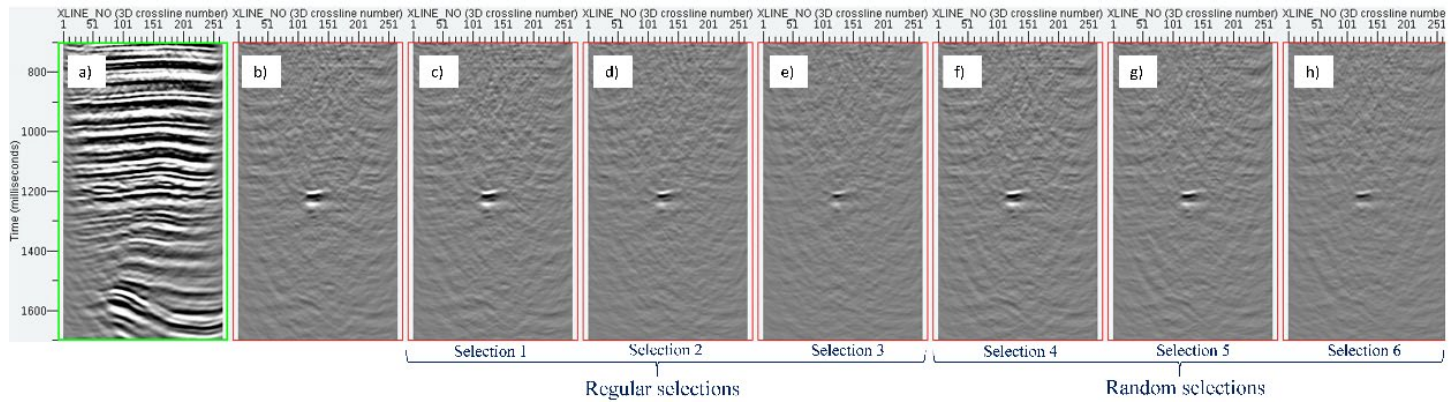 XLINE_NO (3D crossline number) XLINE_NO (3D crossline number) XLINE_NO (3D crossline number) XLINE_NO (3D crossline number) XLINE_NO (3D crossline number) XLINE_NO (3D crossline number) XLINE_NO (3D crossline number) XLINE_NO (3D crossline number
1 51 101 151 201 251 1 51 101 151 201 251 1 51 101 151 201 251 1 51 101 151 201 251 1 51 101 151 201 251 1 51 101 151 201 251 1 51 101 151 201 251 1 51 101 151 201 251
a) b) c) d) e) f) g) h)
800
1000
1200
1400
1600
Time (milliseconds)
Selection 1 Selection 2 Selection 3 Selection 4 Selection 5 Selection 6
Regular selections Random selections